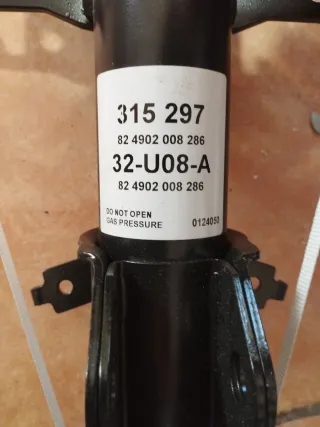 315 297
82 4902 008 286
32-U08-A
82 4902 008 286
DO NOT OPEN
GAS PRESSURE 0124050